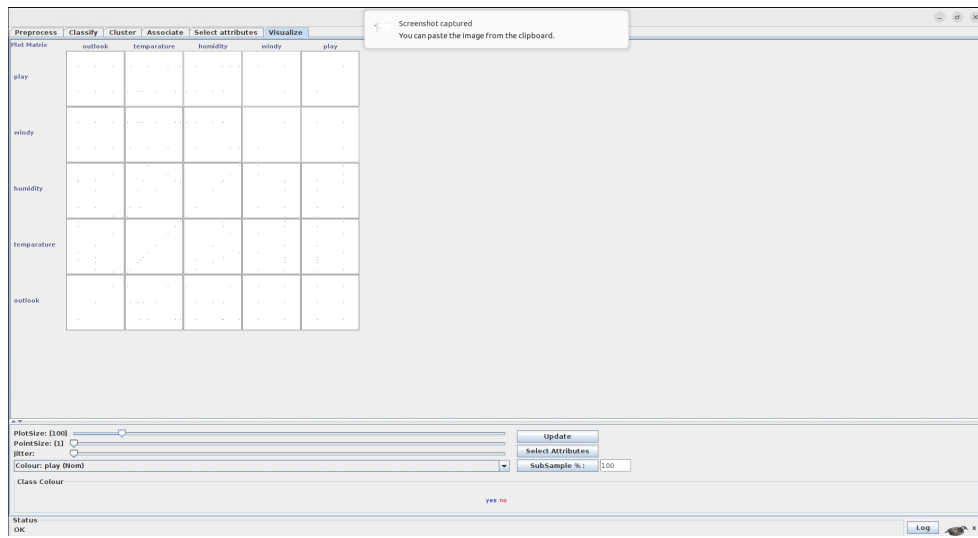 Screenshot captured
You can paste the image from the clipboard.
Preprocess Classify Cluster Associate Select attributes Visualize
Plot Matrix outlook temparature humidity windy play
play
windy
humidity
temparature
outlook
PlotSize: [100]
Update
PointSize: [1]
Jitter:
Select Attributes
Colour: play (Nom)
SubSample % : 100
Class Colour
yes no
Status
OK
Log
x